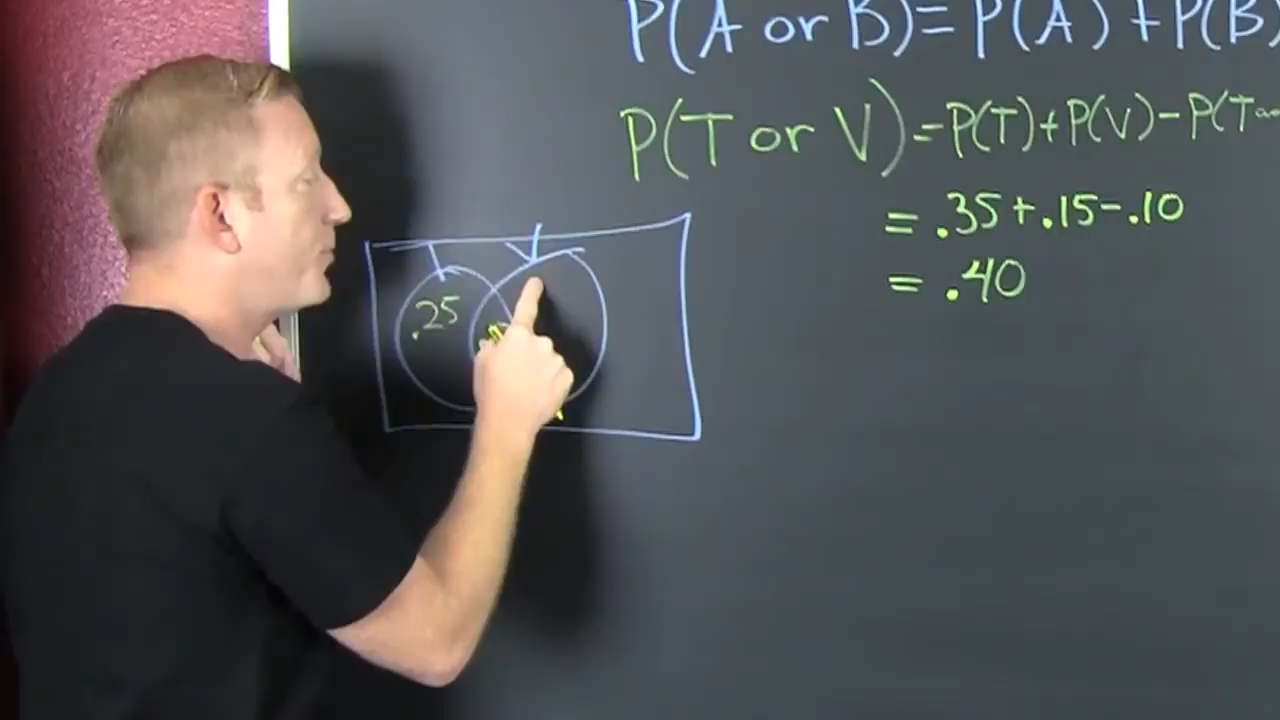 P(A or B)=P(A)+P(B)
P(T or V)=P(T)+P(V)-P(T
= .35+.15-.10
= .40
T V
.25